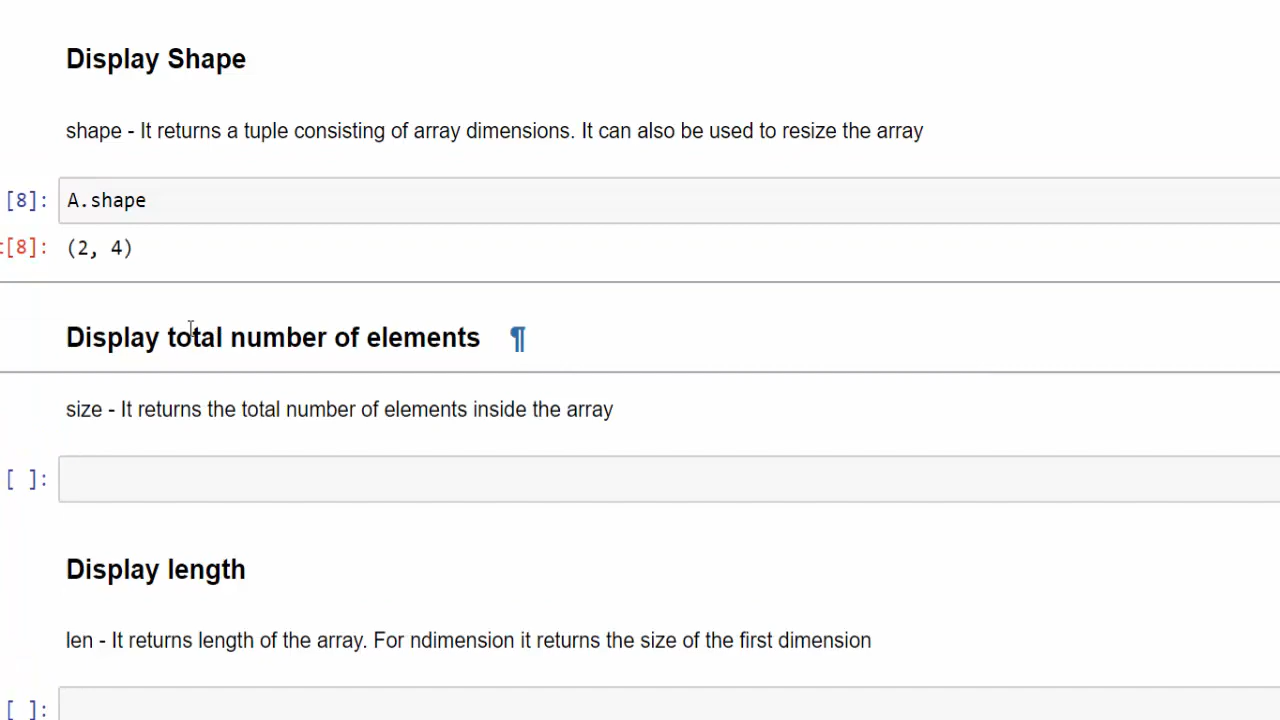 Display Shape
shape - It returns a tuple consisting of array dimensions. It can also be used to resize the array
[8]: A.shape
:[8]: (2, 4)
Display total number of elements ¶
size - It returns the total number of elements inside the array
[ ]:
Display length
len - It returns length of the array. For ndimension it returns the size of the first dimension
[ ]: